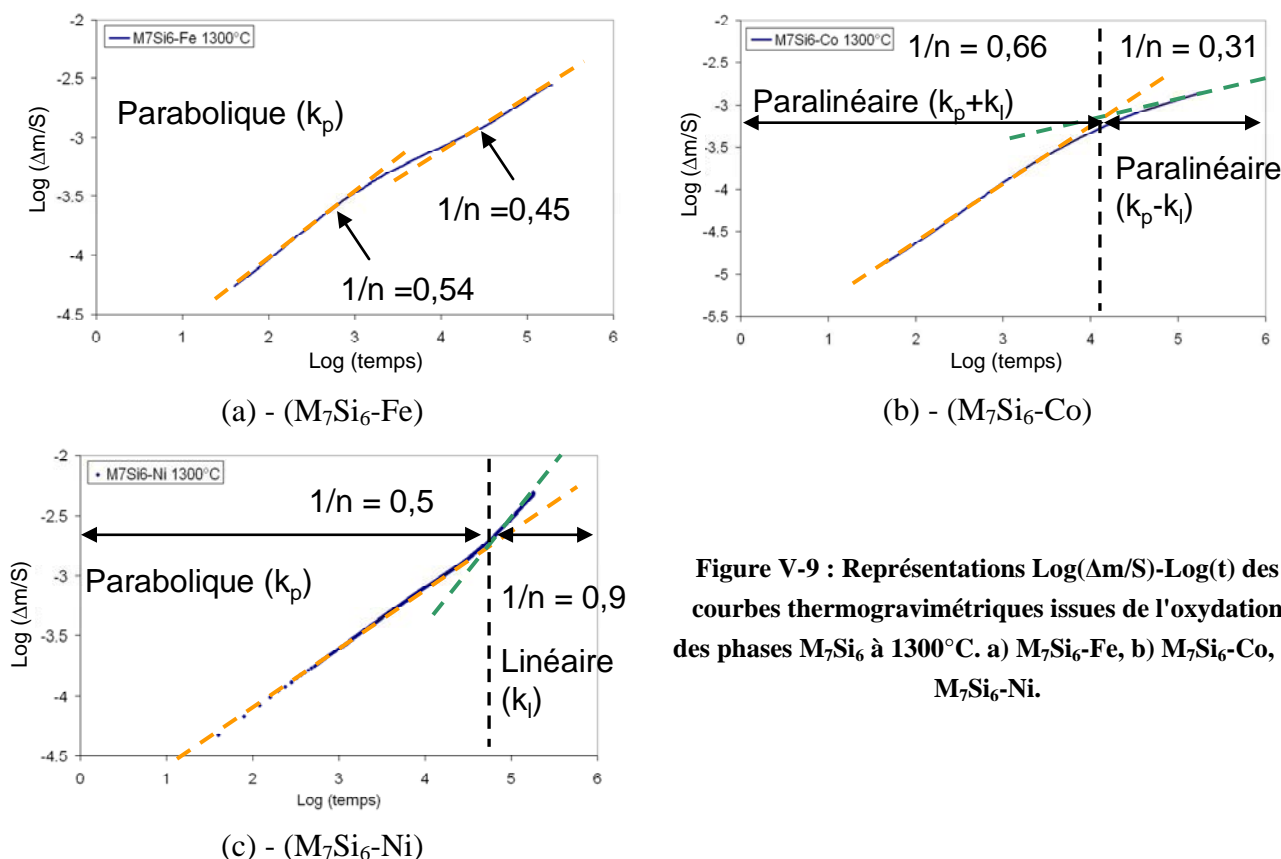 -2
M7Si6-Fe 1300°C
-2.5
Parabolique (kp)
-3
Log (Δm/S)
-3.5
1/n =0,45
-4
1/n =0,54
-4.5
0 1 2 3 4 5 6
Log (temps)
(a) - (M7Si6-Fe)
-2
M7Si6-Co 1300°C
1/n = 0,66 1/n = 0,31
-2.5
Paralinéaire (kp+kl)
-3
Log (Δm/S)
-3.5
Paralinéaire
(kp-kl)
-4
-4.5
-5
-5.5
0 1 2 3 4 5 6
Log (temps)
(b) - (M7Si6-Co)
-2
M7Si6-Ni 1300°C
1/n = 0,5
-2.5
Parabolique (kp)
-3
Log (Δm/S)
1/n = 0,9
-3.5
Linéaire
(kl)
-4
-4.5
0 1 2 3 4 5 6
Log (temps)
(c) - (M7Si6-Ni)
Figure V-9 : Représentations Log(Δm/S)-Log(t) des
courbes thermogravimétriques issues de l'oxydation
des phases M7Si6 à 1300°C. a) M7Si6-Fe, b) M7Si6-Co,
M7Si6-Ni.